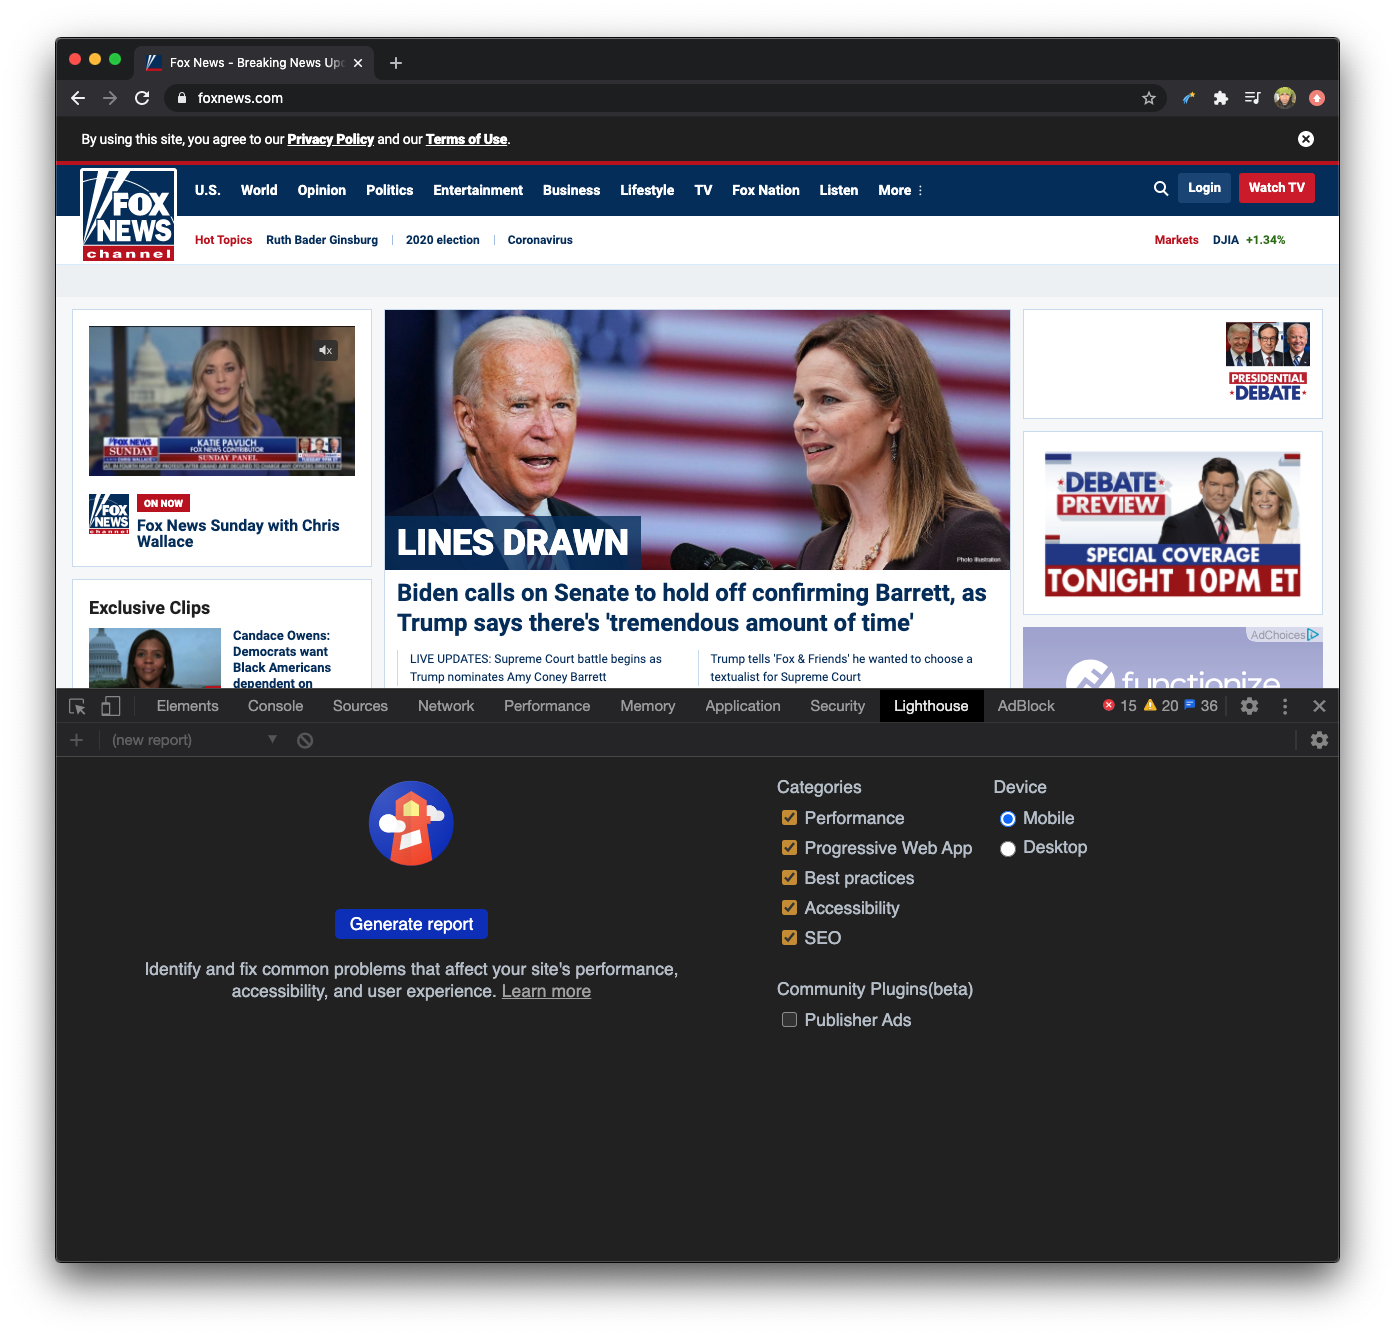 Fox News - Breaking News Upd
foxnews.com
By using this site, you agree to our Privacy Policy and our Terms of Use.
FOX
NEWS
channel
U.S. World Opinion Politics Entertainment Business Lifestyle TV Fox Nation Listen More
Login
Watch TV
Hot Topics Ruth Bader Ginsburg 2020 election Coronavirus
Markets DJIA +1.34%
FOX NEWS
SUNDAY
KATIE PAVLICH
FOX NEWS CONTRIBUTOR
SUNDAY PANEL
FOX
NEWS
channel
ON NOW
Fox News Sunday with Chris
Wallace
Exclusive Clips
Candace Owens:
Democrats want
Black Americans
dependent on
LINES DRAWN
Photo Illustration
Biden calls on Senate to hold off confirming Barrett, as
Trump says there's 'tremendous amount of time'
LIVE UPDATES: Supreme Court battle begins as
Trump nominates Amy Coney Barrett
Trump tells 'Fox & Friends' he wanted to choose a
textualist for Supreme Court
PRESIDENTIAL
DEBATE
DEBATE
PREVIEW
SPECIAL COVERAGE
TONIGHT 10PM ET
AdChoices
functionize
Elements Console Sources Network Performance Memory Application Security Lighthouse AdBlock 15 20 36
(new report)
Generate report
Identify and fix common problems that affect your site's performance,
accessibility, and user experience. Learn more
Categories
Performance
Progressive Web App
Best practices
Accessibility
SEO
Community Plugins(beta)
Publisher Ads
Device
Mobile
Desktop